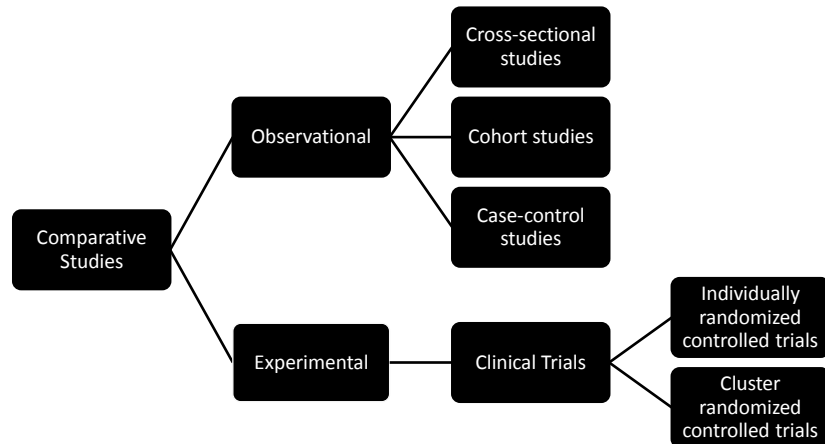 Cross-sectional
studies
Observational
Cohort studies
Case-control
studies
Comparative
Studies
Individually
randomized
controlled trials
Experimental
Clinical Trials
Cluster
randomized
controlled trials